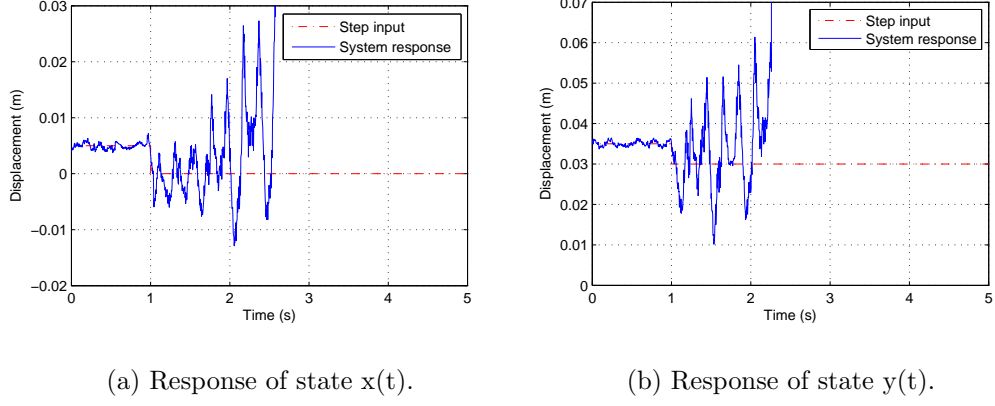 0.03
0.02
0.01
0
−0.01
−0.02
Displacement (m)
0 1 2 3 4 5
Time (s)
Step input
System response
0.07
0.06
0.05
0.04
0.03
0.02
0.01
0
Displacement (m)
0 1 2 3 4 5
Time (s)
Step input
System response
(a) Response of state x(t).
(b) Response of state y(t).